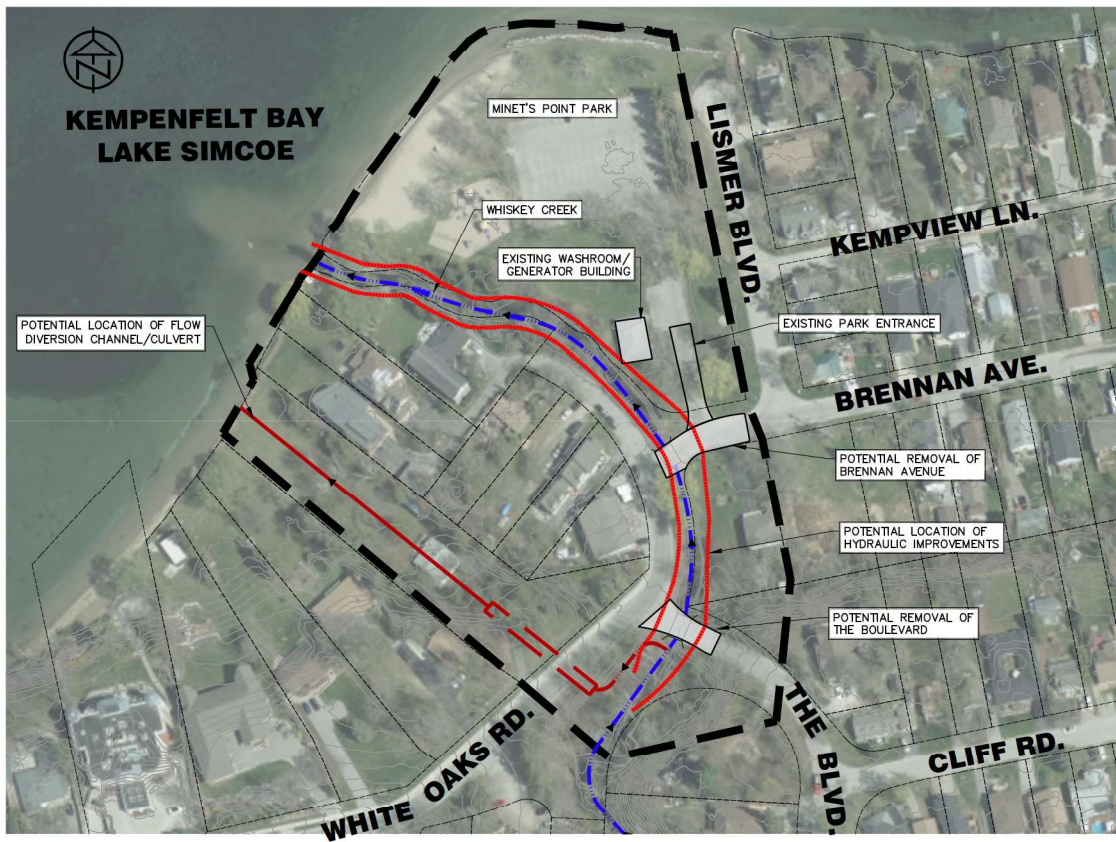 N
KEMPENFELT BAY
LAKE SIMCOE
MINET'S POINT PARK
LISMER BLVD.
WHISKEY CREEK
KEMPVIEW LN.
EXISTING WASHROOM/
GENERATOR BUILDING
POTENTIAL LOCATION OF FLOW
DIVERSION CHANNEL/CULVERT
EXISTING PARK ENTRANCE
BRENNAN AVE.
POTENTIAL REMOVAL OF
BRENNAN AVENUE
POTENTIAL LOCATION OF
HYDRAULIC IMPROVEMENTS
POTENTIAL REMOVAL OF
THE BOULEVARD
WHITE OAKS RD.
THE BLVD.
CLIFF RD.